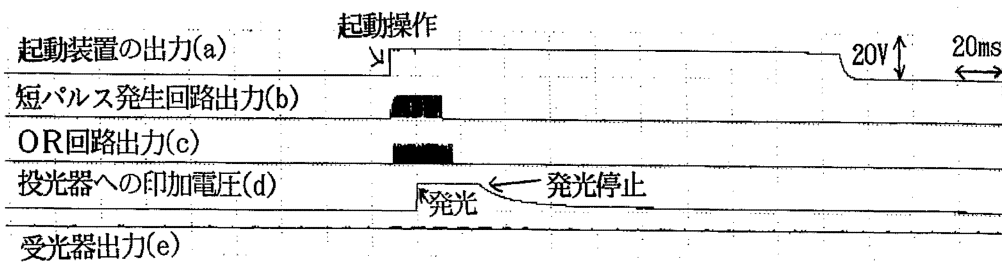 起動操作
起動装置の出力(a)
20V
20ms
短パルス発生回路出力(b)
OR回路出力(c)
投光器への印加電圧(d)
発光
発光停止
受光器出力(e)